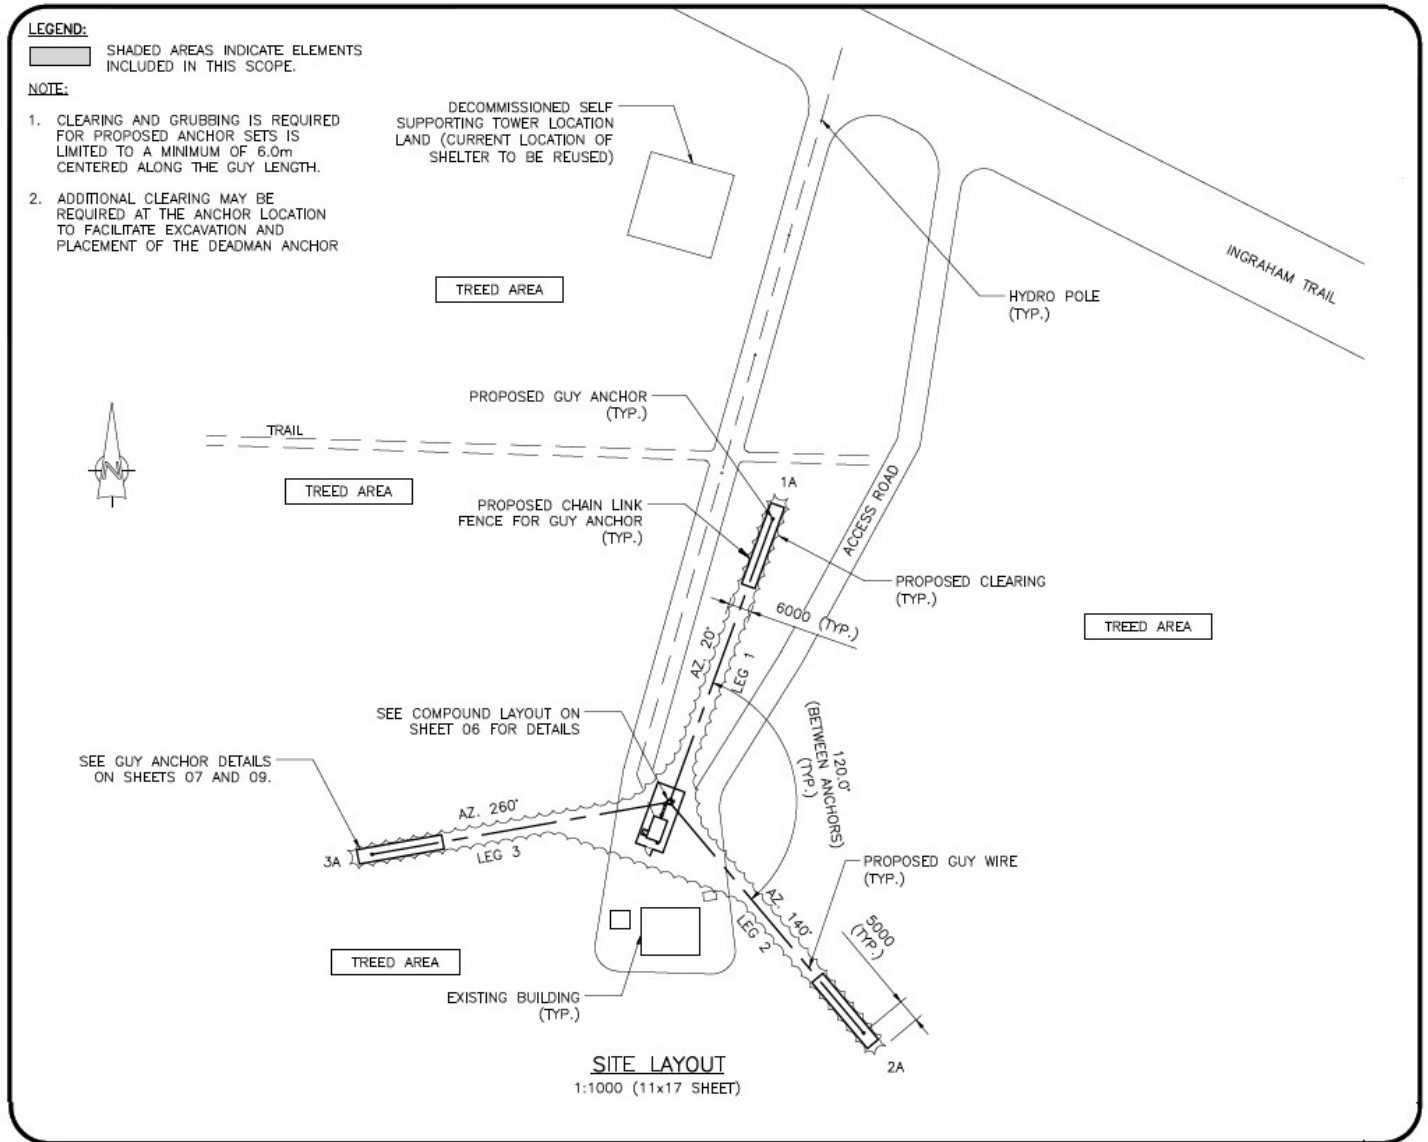 LEGEND:
SHADED AREAS INDICATE ELEMENTS
INCLUDED IN THIS SCOPE.
NOTE:
1. CLEARING AND GRUBBING IS REQUIRED
FOR PROPOSED ANCHOR SETS IS
LIMITED TO A MINIMUM OF 6.0m
CENTERED ALONG THE GUY LENGTH.
2. ADDITIONAL CLEARING MAY BE
REQUIRED AT THE ANCHOR LOCATION
TO FACILITATE EXCAVATION AND
PLACEMENT OF THE DEADMAN ANCHOR
DECOMMISSIONED SELF
SUPPORTING TOWER LOCATION
LAND (CURRENT LOCATION OF
SHELTER TO BE REUSED)
INGRAHAM TRAIL
TREED AREA
HYDRO POLE
(TYP.)
PROPOSED GUY ANCHOR
(TYP.)
TRAIL
N
TREED AREA
1A
ACCESS ROAD
PROPOSED CHAIN LINK
FENCE FOR GUY ANCHOR
(TYP.)
PROPOSED CLEARING
(TYP.)
6000 (TYP.)
TREED AREA
AZ. 20°
LEG 1
SEE COMPOUND LAYOUT ON
SHEET 06 FOR DETAILS
120.0°
(BETWEEN ANCHORS)
(TYP.)
SEE GUY ANCHOR DETAILS
ON SHEETS 07 AND 09.
AZ. 260°
3A
LEG 3
PROPOSED GUY WIRE
(TYP.)
AZ. 140°
LEG 2
5000
(TYP.)
TREED AREA
EXISTING BUILDING
(TYP.)
2A
SITE LAYOUT
1:1000 (11x17 SHEET)